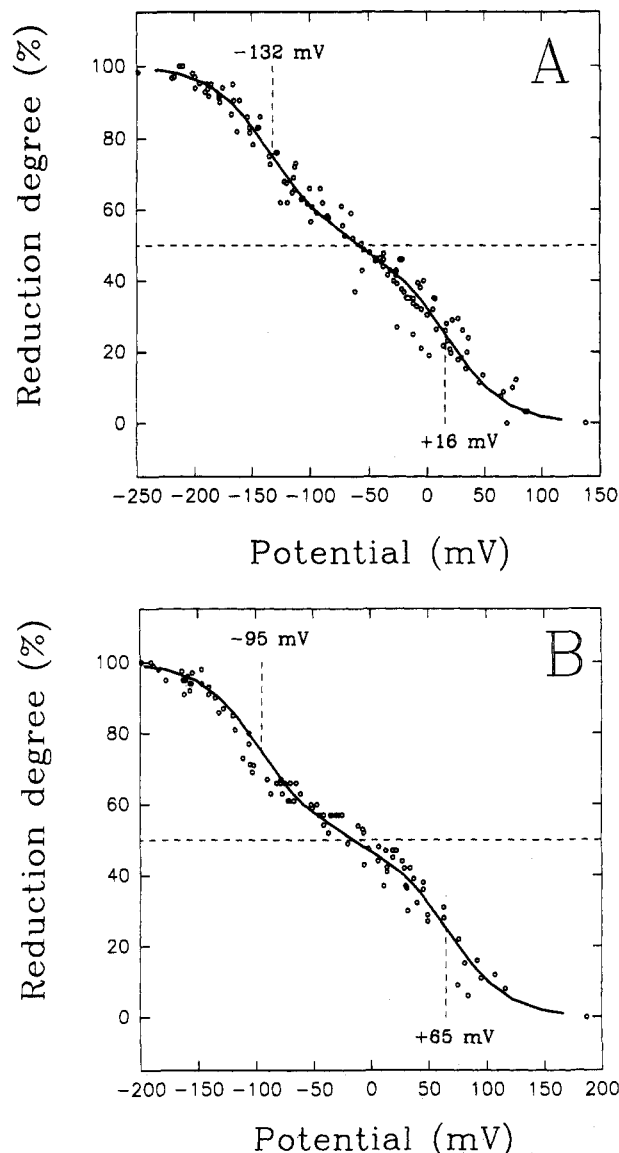 A
Reduction degree (%)
100
80
60
40
20
0
−132 mV
+16 mV
−250 −200 −150 −100 −50 0 50 100 150
Potential (mV)
B
Reduction degree (%)
100
80
60
40
20
0
−95 mV
+65 mV
−200 −150 −100 −50 0 50 100 150 200
Potential (mV)